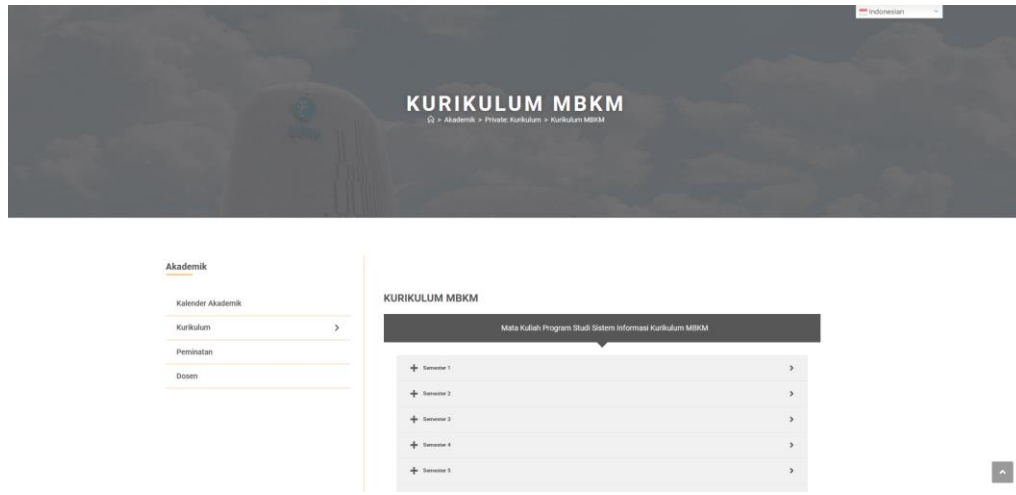 Indonesian
KURIKULUM MBKM
> Akademik > Private: Kurikulum > Kurikulum MBKM
Akademik
Kalender Akademik
Kurikulum
Peminatan
Dosen
KURIKULUM MBKM
Mata Kuliah Program Studi Sistem Informasi Kurikulum MBKM
Semester 1
Semester 2
Semester 3
Semester 4
Semester 5